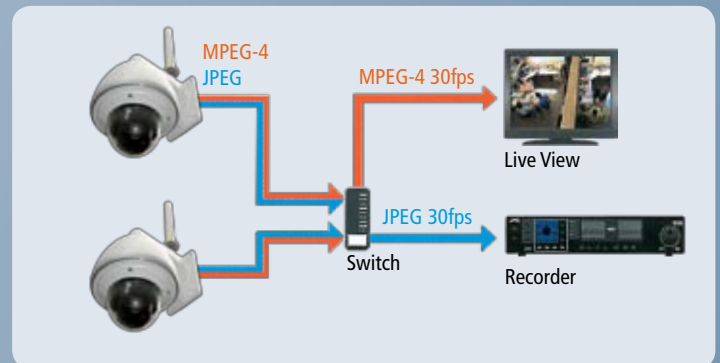 MPEG-4
JPEG
MPEG-4 30fps
Live View
JPEG 30fps
Switch
Recorder